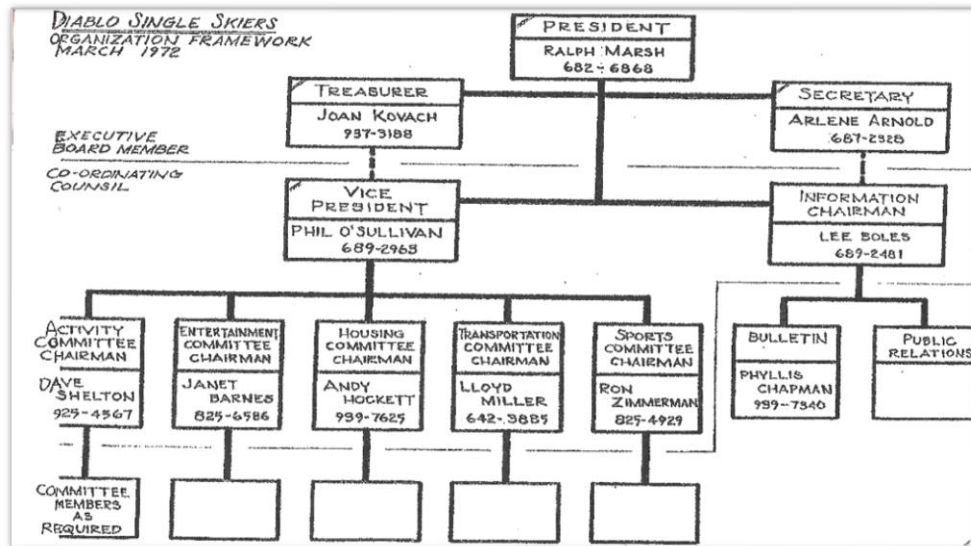 DIABLO SINGLE SKIERS
ORGANIZATION FRAMEWORK
MARCH 1972
PRESIDENT
RALPH MARSH
682-6868
TREASURER
JOAN KOVACH
937-3188
SECRETARY
ARLENE ARNOLD
687-2328
EXECUTIVE
BOARD MEMBER
CO-ORDINATING
COUNSIL
VICE
PRESIDENT
PHIL O'SULLIVAN
689-2963
INFORMATION
CHAIRMAN
LEE BOLES
689-2481
ACTIVITY
COMMITTEE
CHAIRMAN
DAVE
SHELTON
925-4367
ENTERTAINMENT
COMMITTEE
CHAIRMAN
JANET
BARNES
825-6586
HOUSING
COMMITTEE
CHAIRMAN
ANDY
HOCKETT
939-7625
TRANSPORTATION
COMMITTEE
CHAIRMAN
LLOYD
MILLER
642-3885
SPORTS
COMMITTEE
CHAIRMAN
RON
ZIMMERMAN
825-4929
BULLETIN
PHYLLIS
CHAPMAN
939-7340
PUBLIC
RELATIONS
COMMITTEE
MEMBERS
AS
REQUIRED